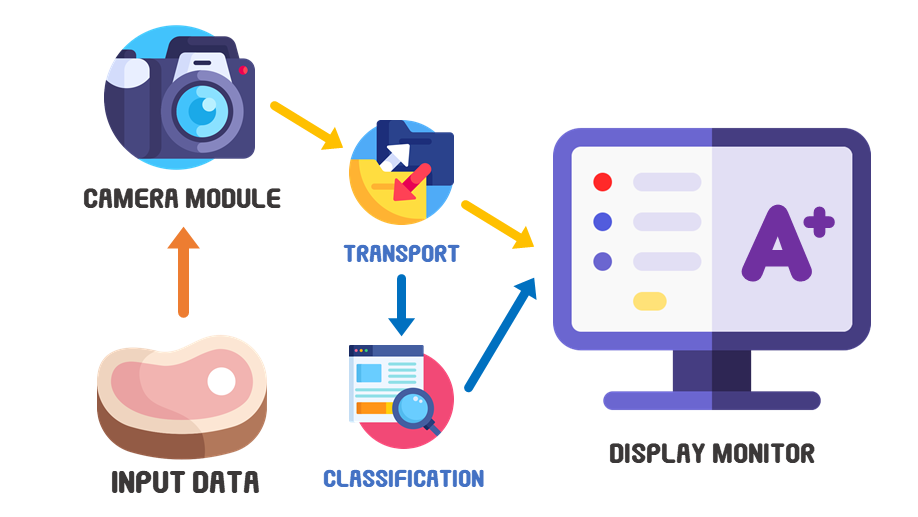 CAMERA MODULE
TRANSPORT
A+
INPUT DATA
CLASSIFICATION
DISPLAY MONITOR